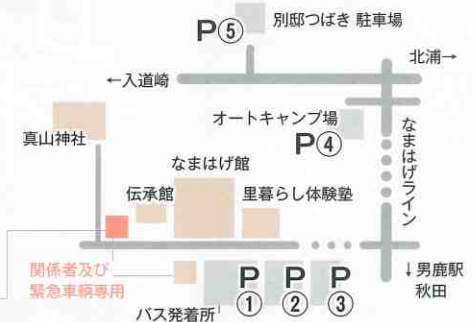 P⑤
別邸つばき 駐車場
北浦→
←入道崎
オートキャンプ場
P④
真山神社
なまはげ館
なまはげライン
伝承館
里暮らし体験塾
関係者及び
緊急車輌専用
P
①
P
②
P
③
↓男鹿駅
秋田
バス発着所